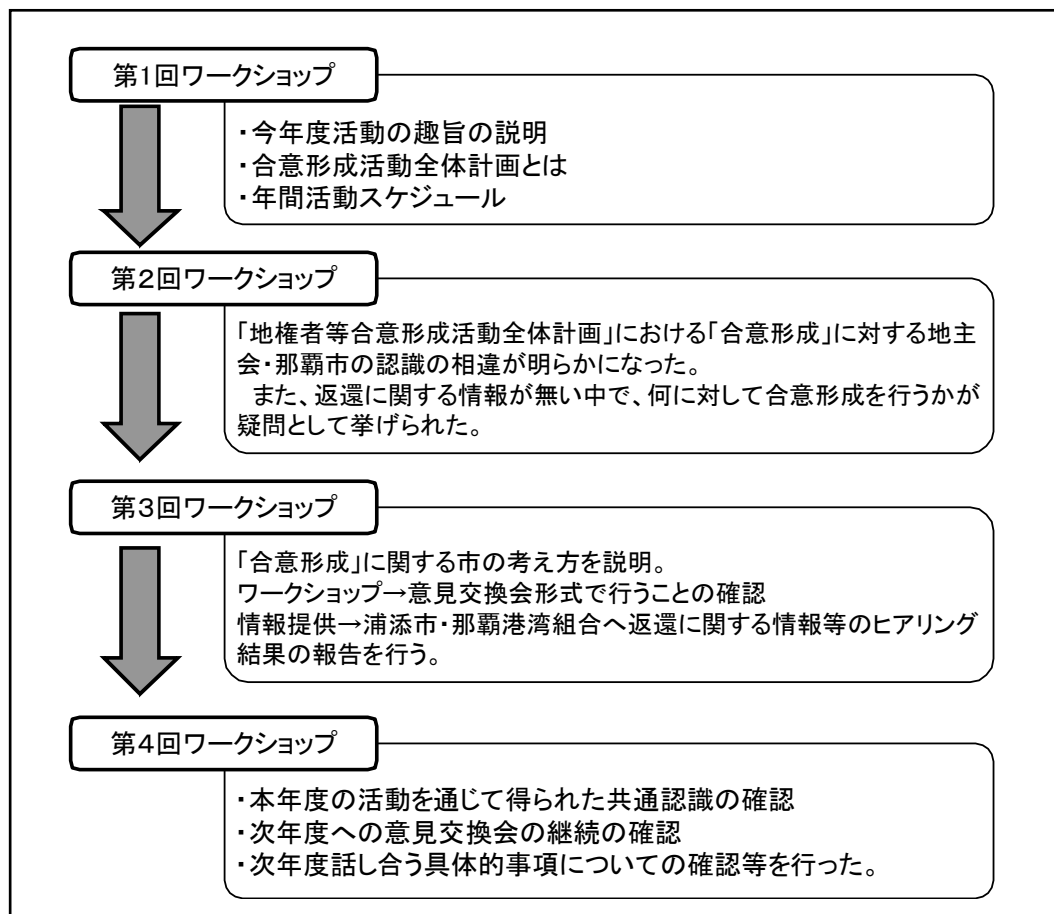 第1回ワークショップ
・今年度活動の趣旨の説明
・合意形成活動全体計画とは
・年間活動スケジュール
第２回ワークショップ
「地権者等合意形成活動全体計画」における「合意形成」に対する地主
会・那覇市の認識の相違が明らかになった。
　また、返還に関する情報が無い中で、何に対して合意形成を行うかが
疑問として挙げられた。
第３回ワークショップ
「合意形成」に関する市の考え方を説明。
ワークショップ→意見交換会形式で行うことの確認
情報提供→浦添市・那覇港湾組合へ返還に関する情報等のヒアリング
結果の報告を行う。
第４回ワークショップ
・本年度の活動を通じて得られた共通認識の確認
・次年度への意見交換会の継続の確認
・次年度話し合う具体的事項についての確認等を行った。